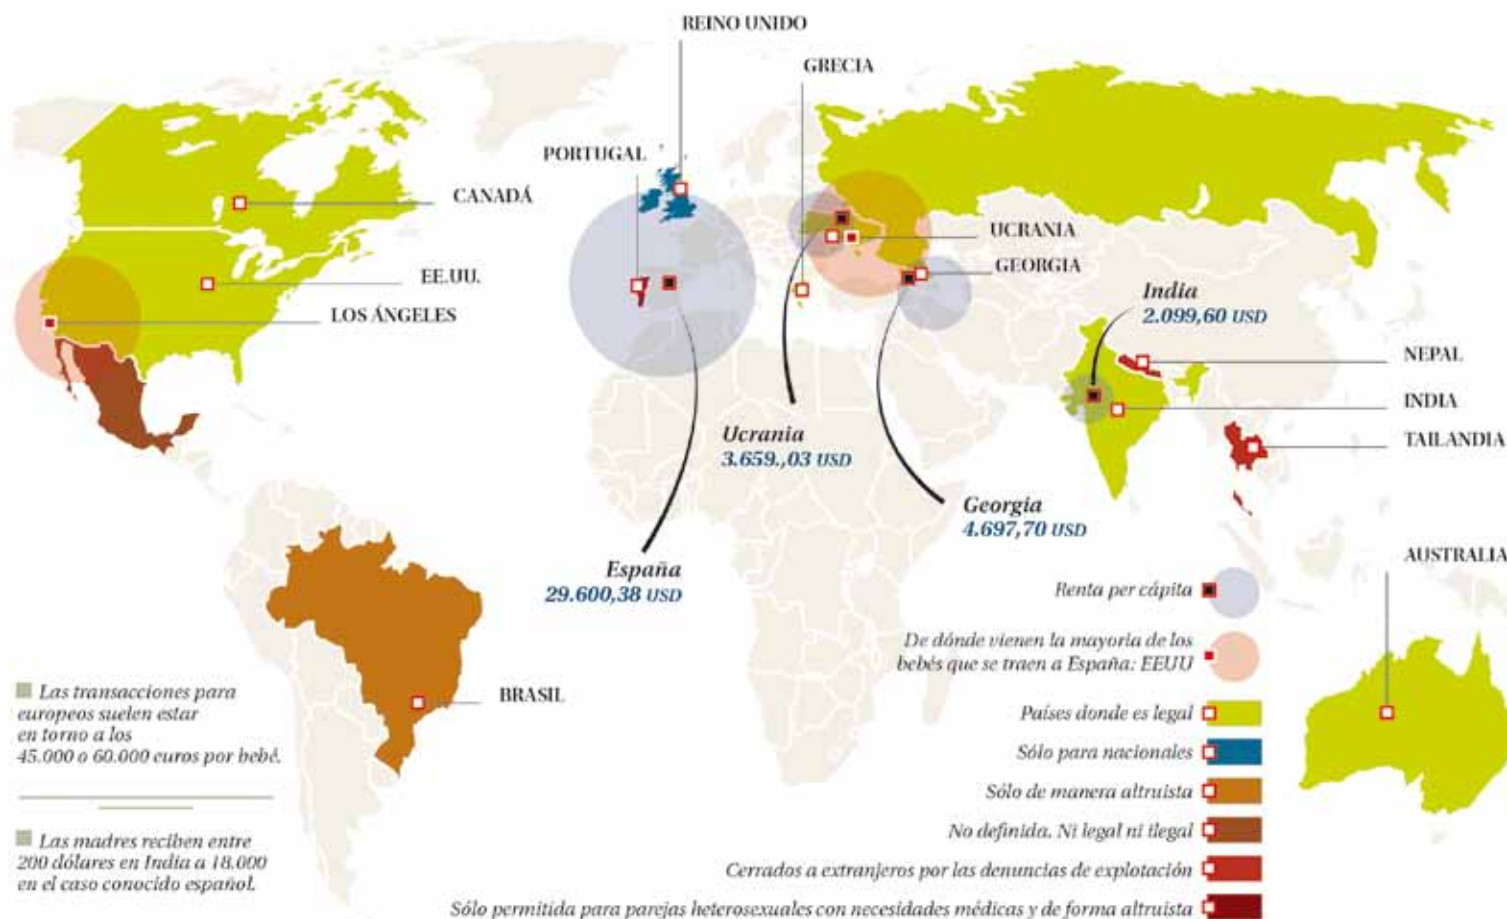 REINO UNIDO
GRECIA
PORTUGAL
CANADÁ
UCRANIA
GEORGIA
EE.UU.
India
2.099,60 USD
LOS ÁNGELES
NEPAL
INDIA
Ucrania
3.659.,03 USD
TAILANDIA
Georgia
4.697,70 USD
AUSTRALIA
España
29.600,38 USD
Renta per cápita
De dónde vienen la mayoría de los
bebés que se traen a España: EEUU
BRASIL
Las transacciones para
europeos suelen estar
en torno a los
45.000 o 60.000 euros por bebé.
Las madres reciben entre
200 dólares en India a 18.000
en el caso conocido español.
Países donde es legal
Sólo para nacionales
Sólo de manera altruista
No definida. Ni legal ni ilegal
Cerrados a extranjeros por las denuncias de explotación
Sólo permitida para parejas heterosexuales con necesidades médicas y de forma altruista